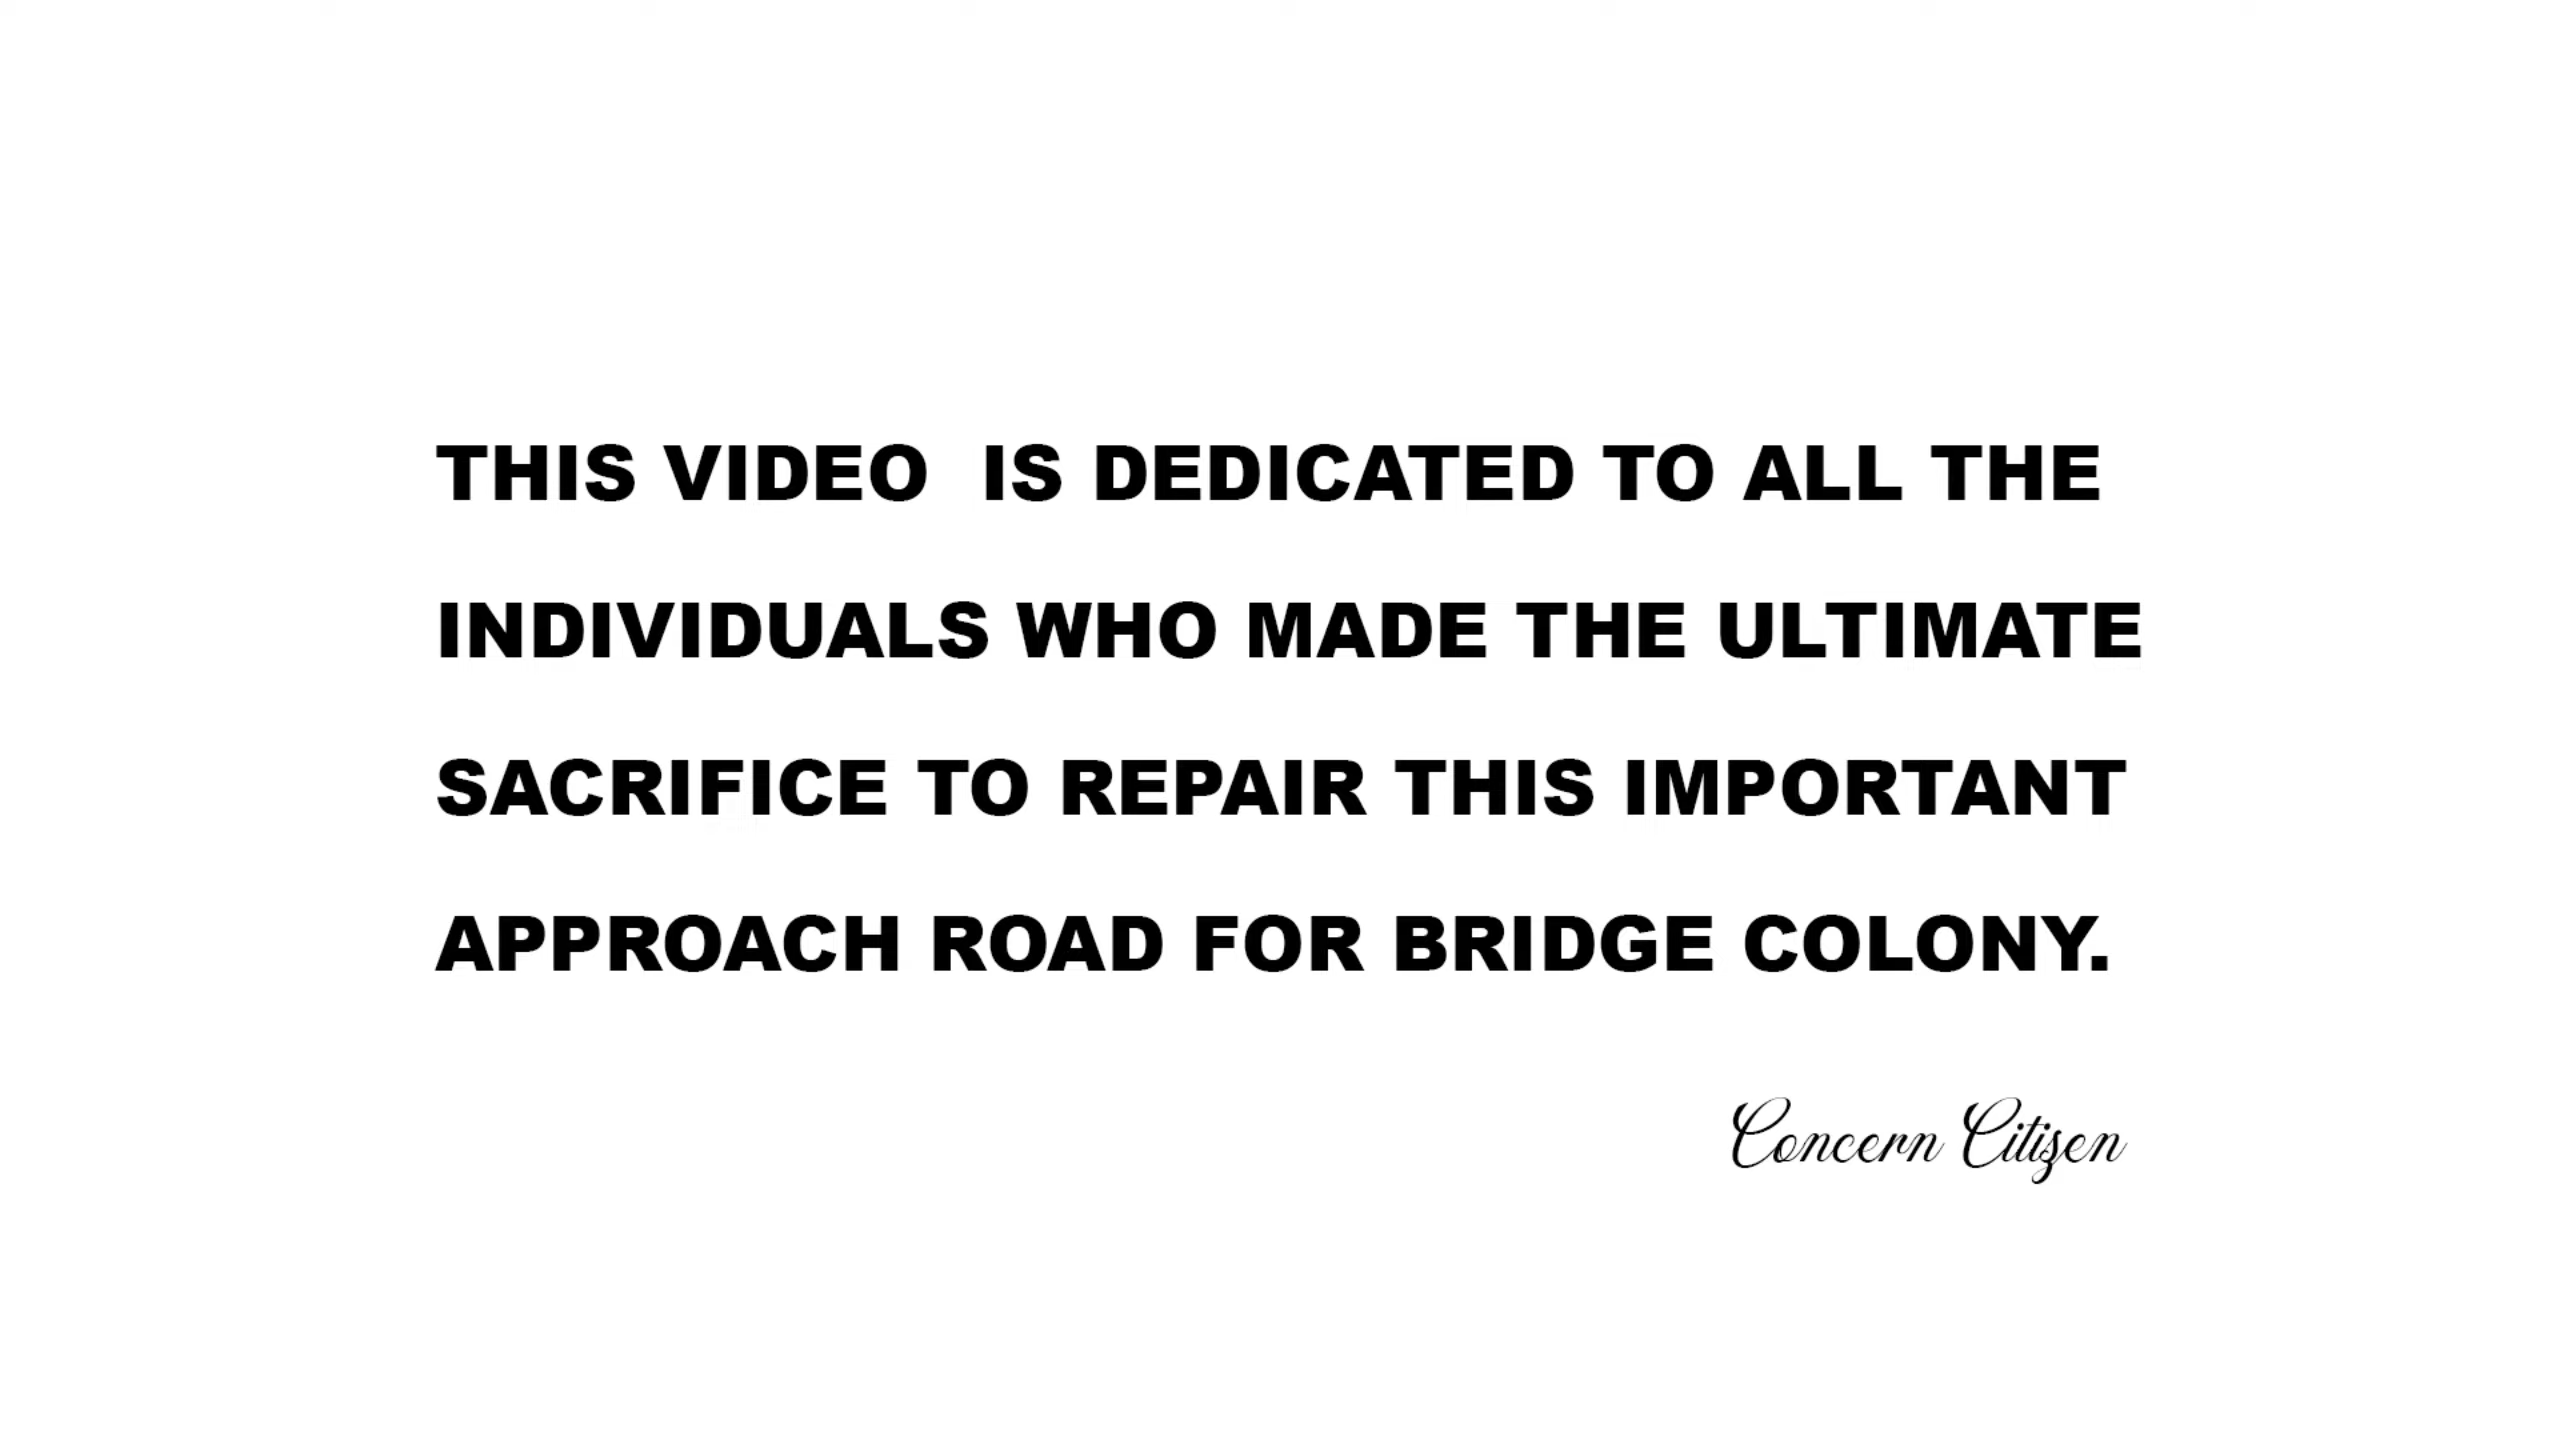 THIS VIDEO  IS DEDICATED TO ALL THE
INDIVIDUALS WHO MADE THE ULTIMATE
SACRIFICE TO REPAIR THIS IMPORTANT
APPROACH ROAD FOR BRIDGE COLONY.
Concern Citizen